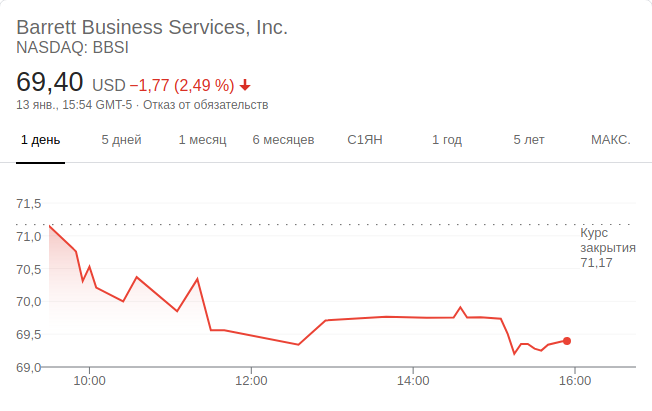 Barrett Business Services, Inc.
NASDAQ: BBSI
69,40 USD −1,77 (2,49 %)
13 янв., 15:54 GMT-5 · Отказ от обязательств
1 день 5 дней 1 месяц 6 месяцев С1ЯН 1 год 5 лет МАКС.
71,5
71,0
70,5
70,0
69,5
69,0
Курс
закрытия
71,17
10:00 12:00 14:00 16:00